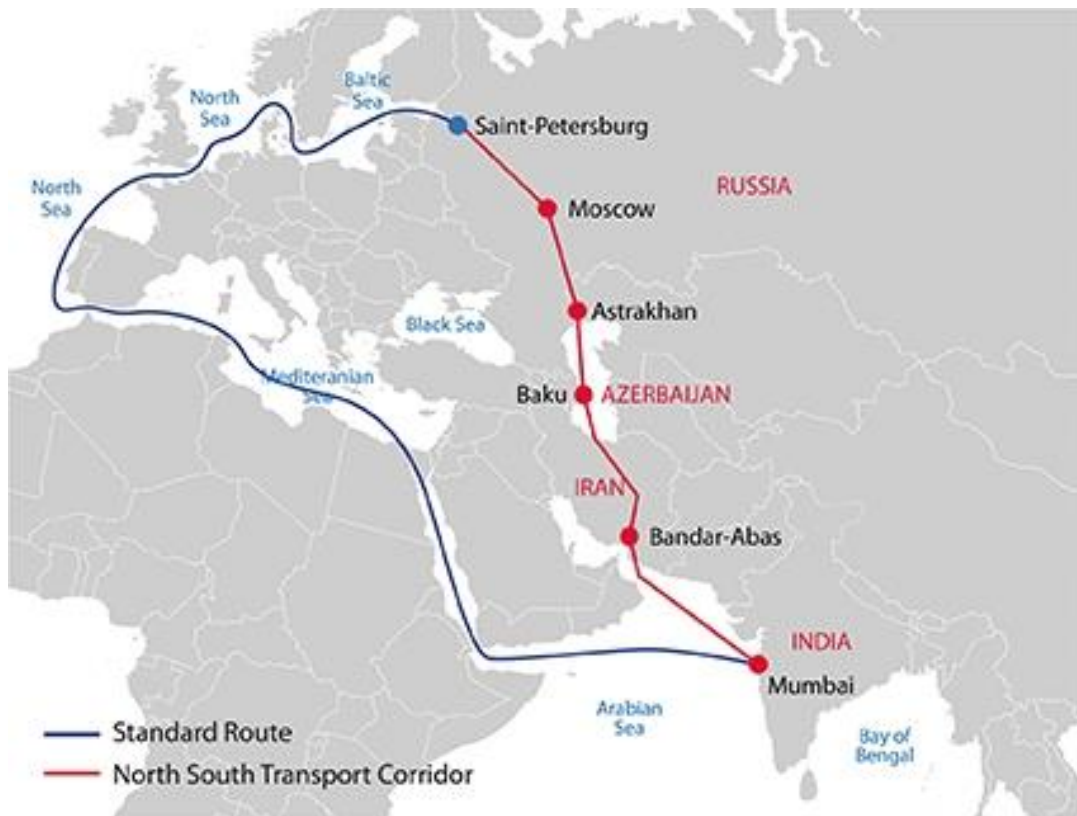 Baltic
Sea
North
Sea
Saint-Petersburg
North
Sea
RUSSIA
Moscow
Astrakhan
Black Sea
Mediteranian
Sea
Baku
AZERBAIJAN
IRAN
Bandar-Abas
INDIA
Mumbai
Arabian
Sea
Bay of
Bengal
Standard Route
North South Transport Corridor